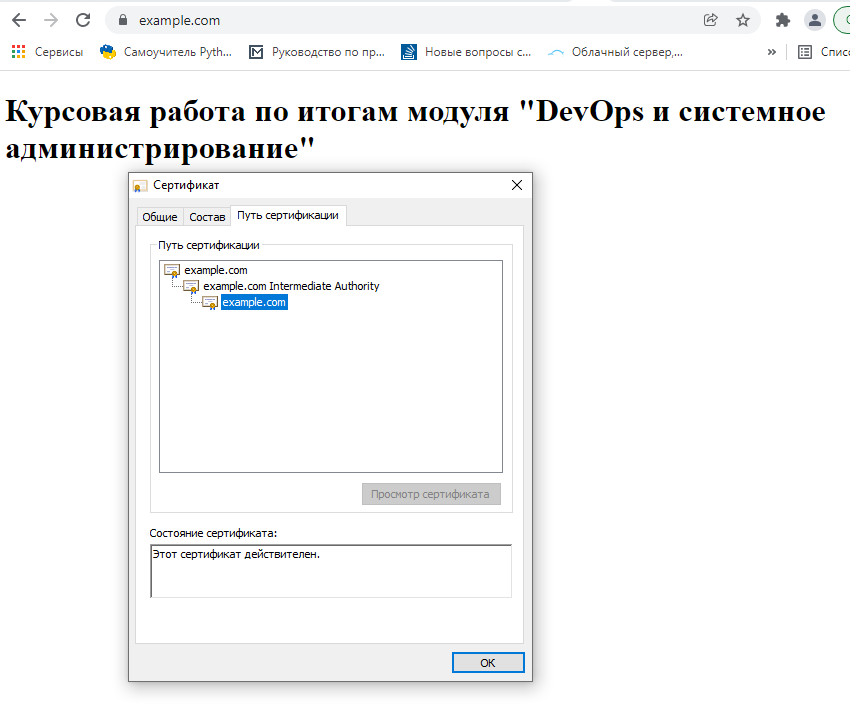 example.com
Сервисы
Самоучитель Pyth...
Руководство по пр...
Новые вопросы с...
Облачный сервер,...
»
Курсовая работа по итогам модуля "DevOps и системное
администрирование"
Сертификат
Общие Состав Путь сертификации
Путь сертификации
example.com
example.com Intermediate Authority
example.com
Просмотр сертификата
Состояние сертификата:
Этот сертификат действителен.
OK